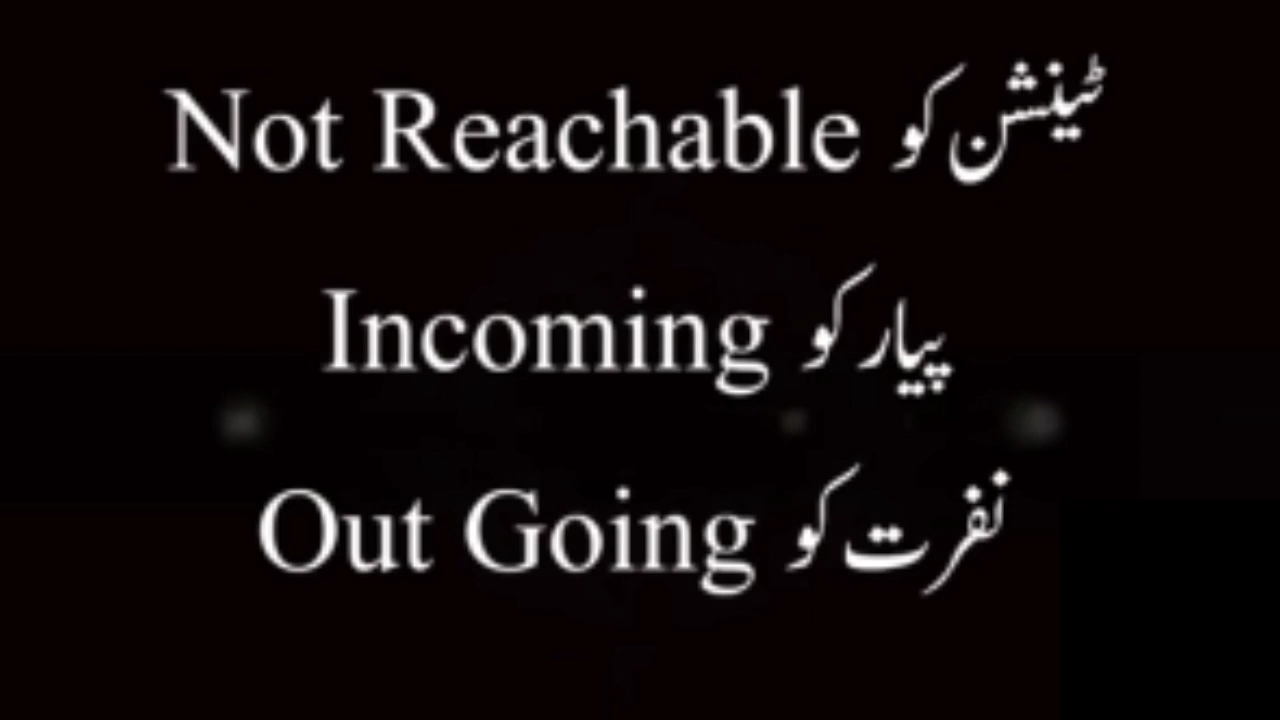 ٹینشن کو Not Reachable
پیار کو Incoming
نفرت کو Out Going